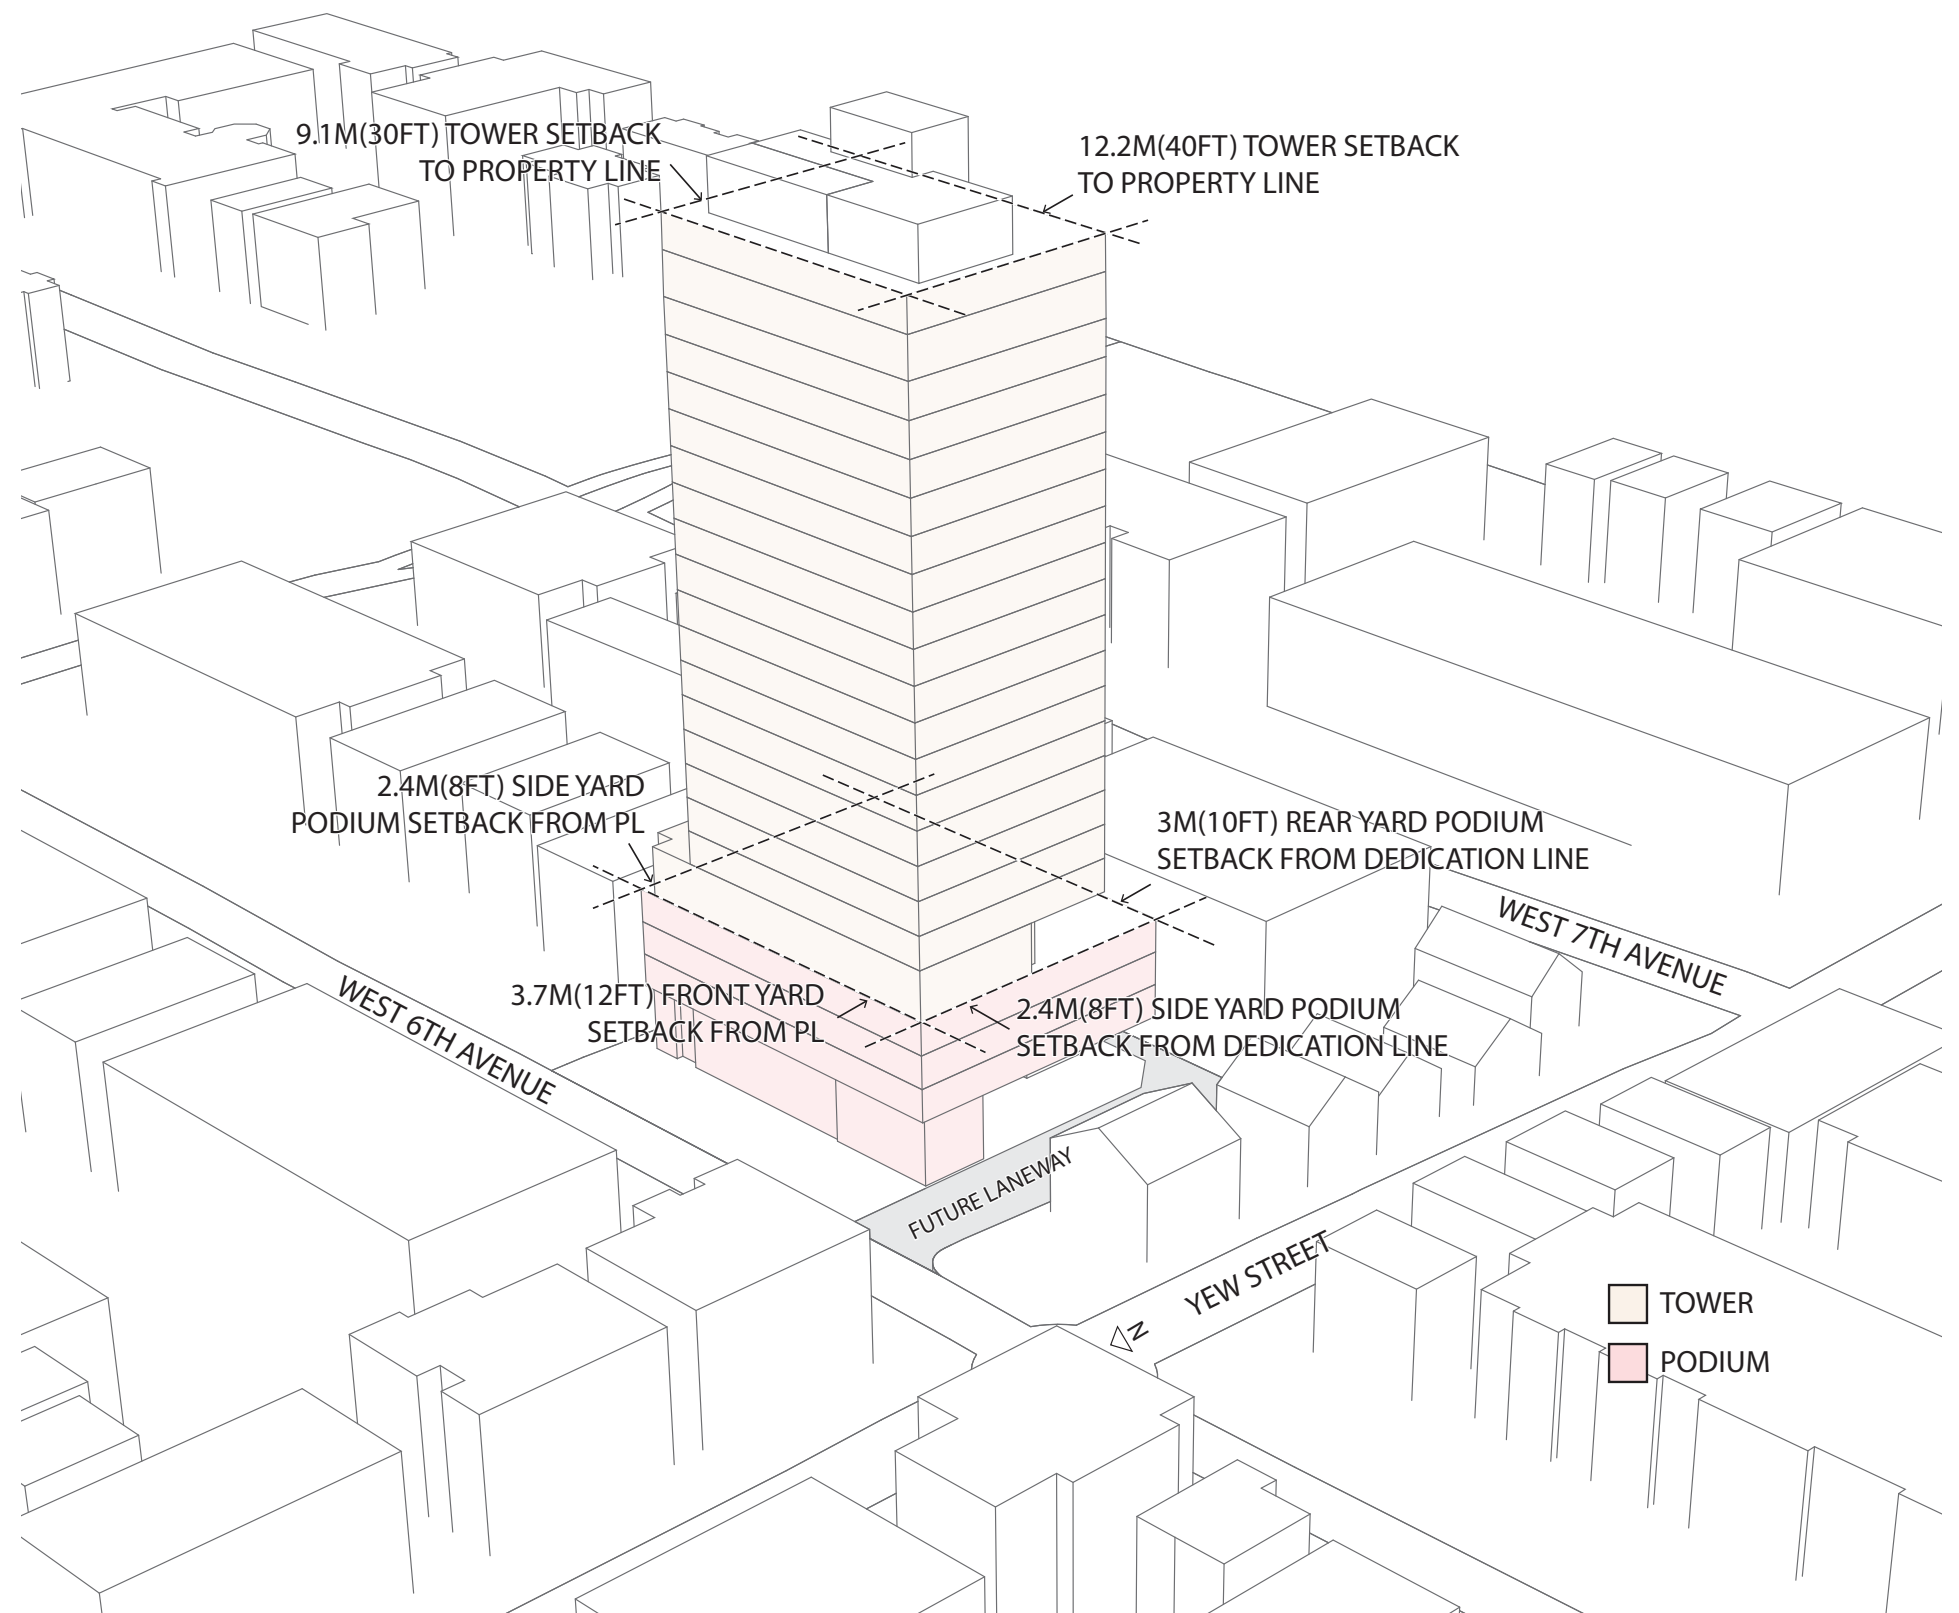 9.1M(30FT) TOWER SETBACK
TO PROPERTY LINE
12.2M(40FT) TOWER SETBACK
TO PROPERTY LINE
2.4M(8FT) SIDE YARD
PODIUM SETBACK FROM PL
3M(10FT) REAR YARD PODIUM
SETBACK FROM DEDICATION LINE
WEST 7TH AVENUE
WEST 6TH AVENUE
3.7M(12FT) FRONT YARD
SETBACK FROM PL
2.4M(8FT) SIDE YARD PODIUM
SETBACK FROM DEDICATION LINE
FUTURE LANEWAY
YEW STREET
N
TOWER
PODIUM